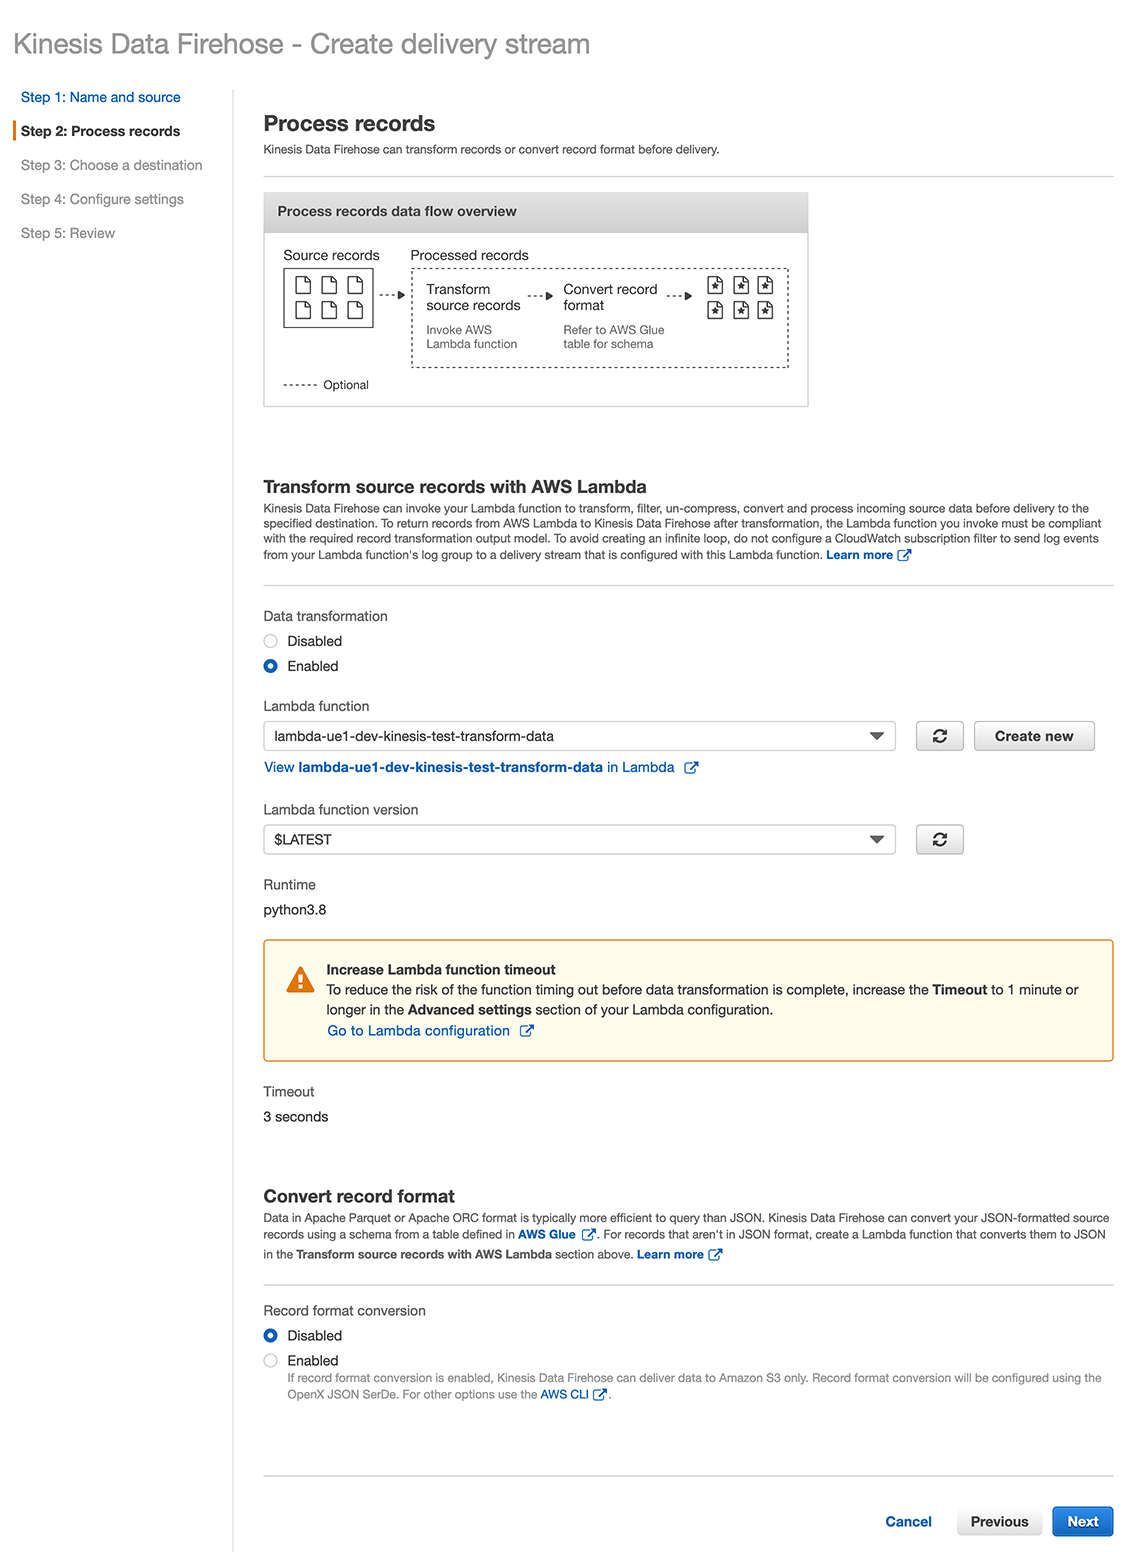 Kinesis Data Firehose - Create delivery stream
Step 1: Name and source
Step 2: Process records
Step 3: Choose a destination
Step 4: Configure settings
Step 5: Review
Process records
Kinesis Data Firehose can transform records or convert record format before delivery.
Process records data flow overview
Source records
Processed records
Transform
source records
Invoke AWS
Lambda function
Convert record
format
Refer to AWS Glue
table for schema
Optional
Transform source records with AWS Lambda
Kinesis Data Firehose can invoke your Lambda function to transform, filter, un-compress, convert and process incoming source data before delivery to the
specified destination. To return records from AWS Lambda to Kinesis Data Firehose after transformation, the Lambda function you invoke must be compliant
with the required record transformation output model. To avoid creating an infinite loop, do not configure a CloudWatch subscription filter to send log events
from your Lambda function's log group to a delivery stream that is configured with this Lambda function. Learn more
Data transformation
Disabled
Enabled
Lambda function
lambda-ue1-dev-kinesis-test-transform-data
Create new
View lambda-ue1-dev-kinesis-test-transform-data in Lambda
Lambda function version
$LATEST
Runtime
python3.8
Increase Lambda function timeout
To reduce the risk of the function timing out before data transformation is complete, increase the Timeout to 1 minute or
longer in the Advanced settings section of your Lambda configuration.
Go to Lambda configuration
Timeout
3 seconds
Convert record format
Data in Apache Parquet or Apache ORC format is typically more efficient to query than JSON. Kinesis Data Firehose can convert your JSON-formatted source
records using a schema from a table defined in AWS Glue . For records that aren't in JSON format, create a Lambda function that converts them to JSON
in the Transform source records with AWS Lambda section above. Learn more
Record format conversion
Disabled
Enabled
If record format conversion is enabled, Kinesis Data Firehose can deliver data to Amazon S3 only. Record format conversion will be configured using the
OpenX JSON SerDe. For other options use the AWS CLI .
Cancel
Previous
Next